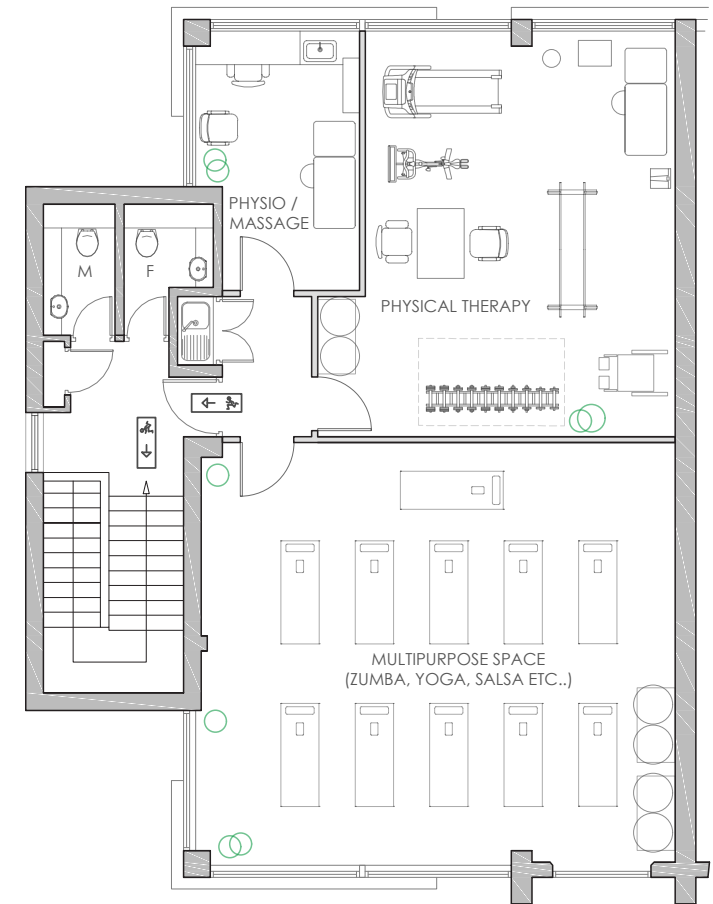 PHYSIO /
MASSAGE
M
F
PHYSICAL THERAPY
MULTIPURPOSE SPACE
(ZUMBA, YOGA, SALSA ETC..)